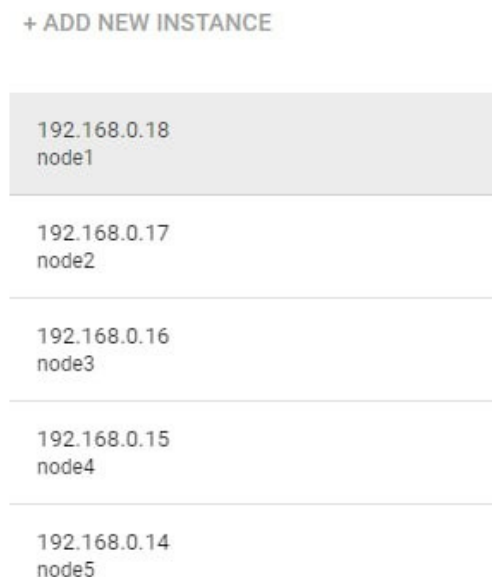 + ADD NEW INSTANCE
192.168.0.18
node1
192.168.0.17
node2
192.168.0.16
node3
192.168.0.15
node4
192.168.0.14
node5